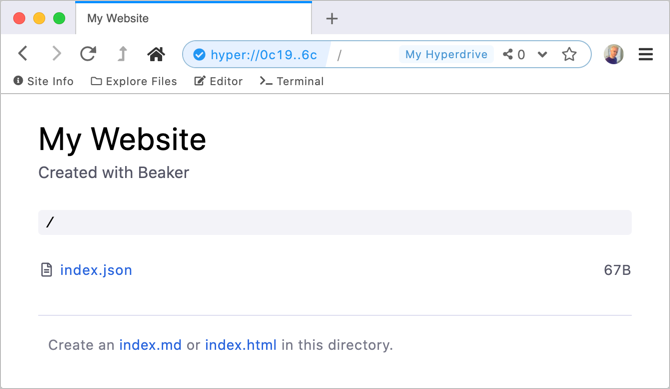 My Website
hyper://0c19..6c / My Hyperdrive 0
Site Info Explore Files Editor Terminal
My Website
Created with Beaker
/
index.json 67B
Create an index.md or index.html in this directory.